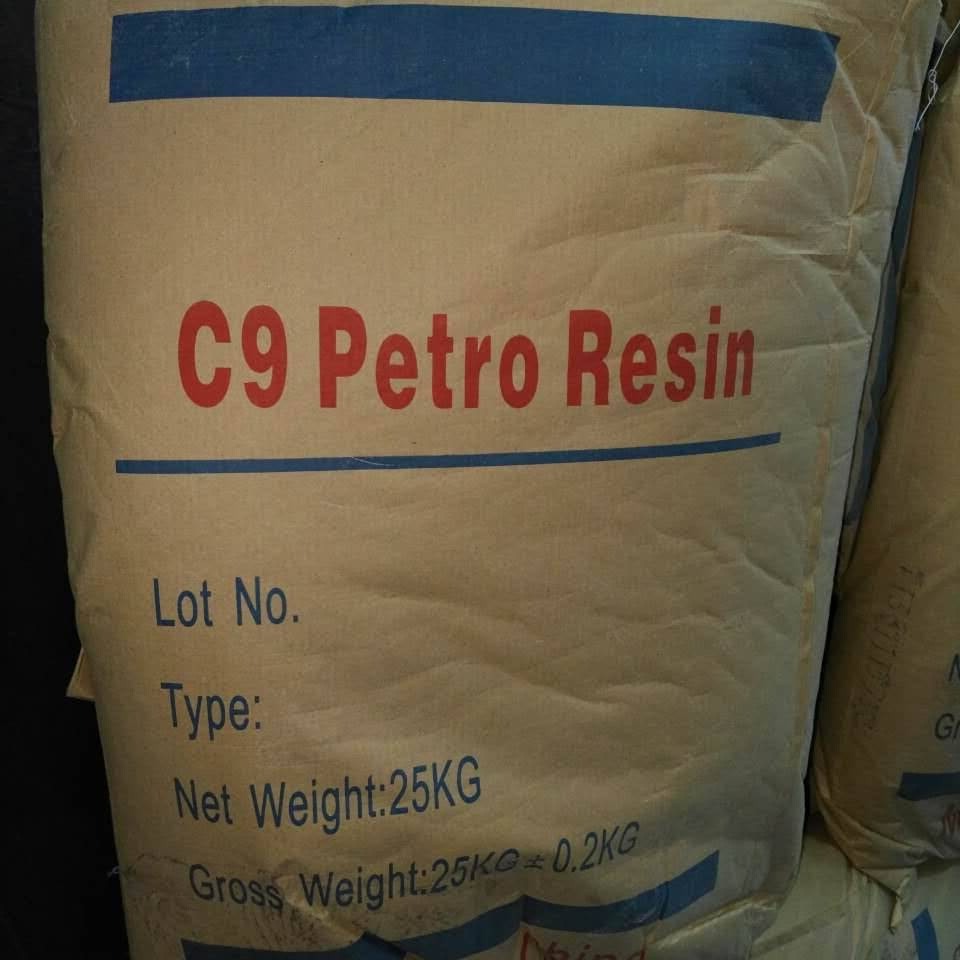 C9 Petro Resin
Lot No.
Type:
Net Weight:25KG
Gross Weight:25KG±0.2KG